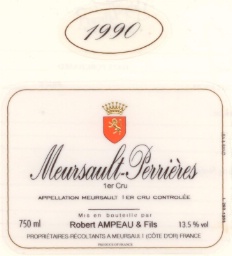 1990
Meursault-Perrières
1er Cru
APPELLATION MEURSAULT 1ER CRU CONTROLÉE
Mis en bouteille par
750 ml Robert AMPEAU & Fils 13.5 % vol
PROPRIÉTAIRES-RÉCOLTANTS A MEURSAULT (CÔTE D'OR) FRANCE